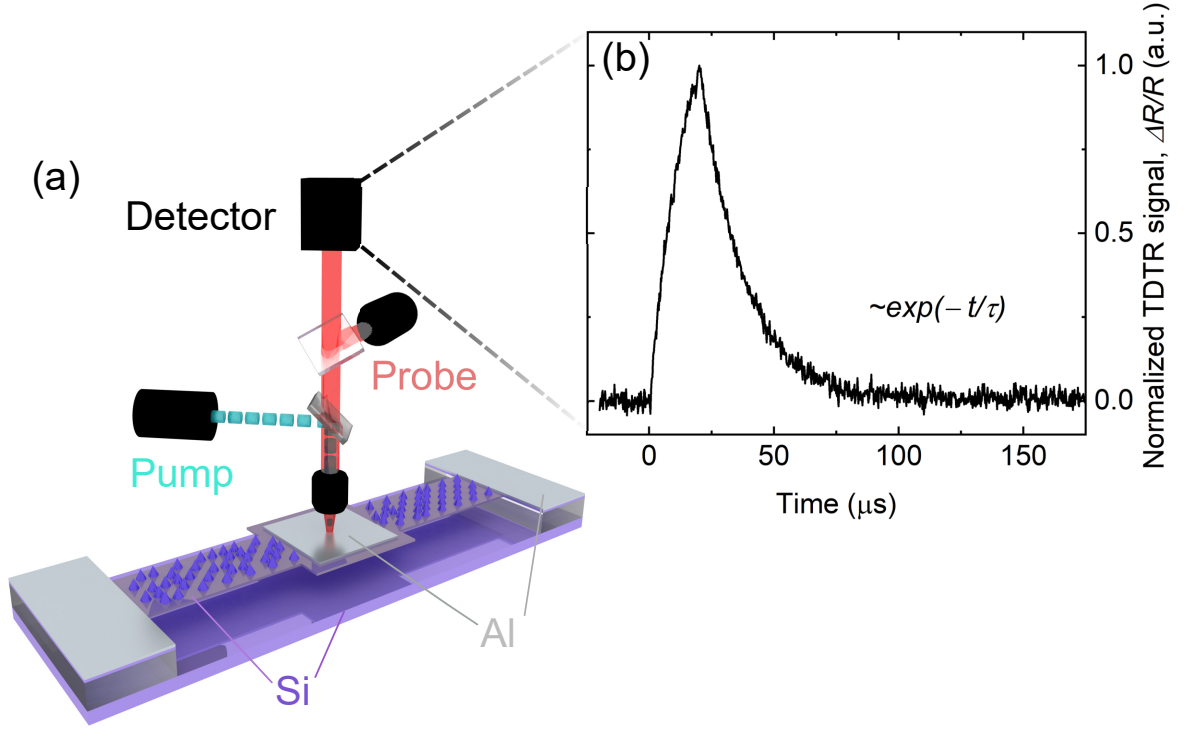 (a)
Detector
Probe
Pump
Al
Si
(b)
1.0
0.5
0.0
~exp(− t/τ)
Normalized TDTR signal, ΔR/R (a.u.)
0 50 100 150
Time (μs)